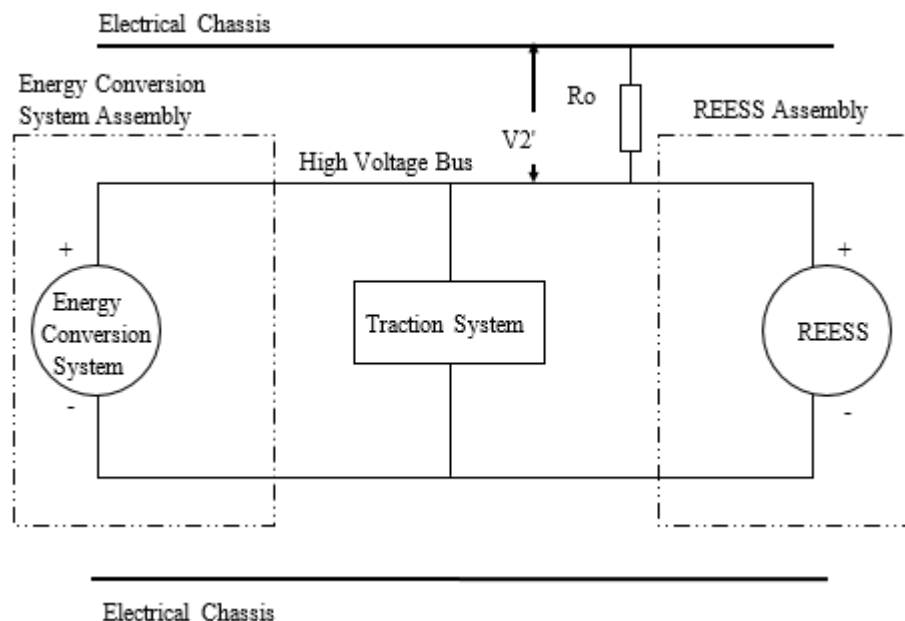 Electrical Chassis
Energy Conversion
System Assembly
Ro
REESS Assembly
V2'
High Voltage Bus
+
+
Energy
Conversion
System
Traction System
REESS
-
-
Electrical Chassis